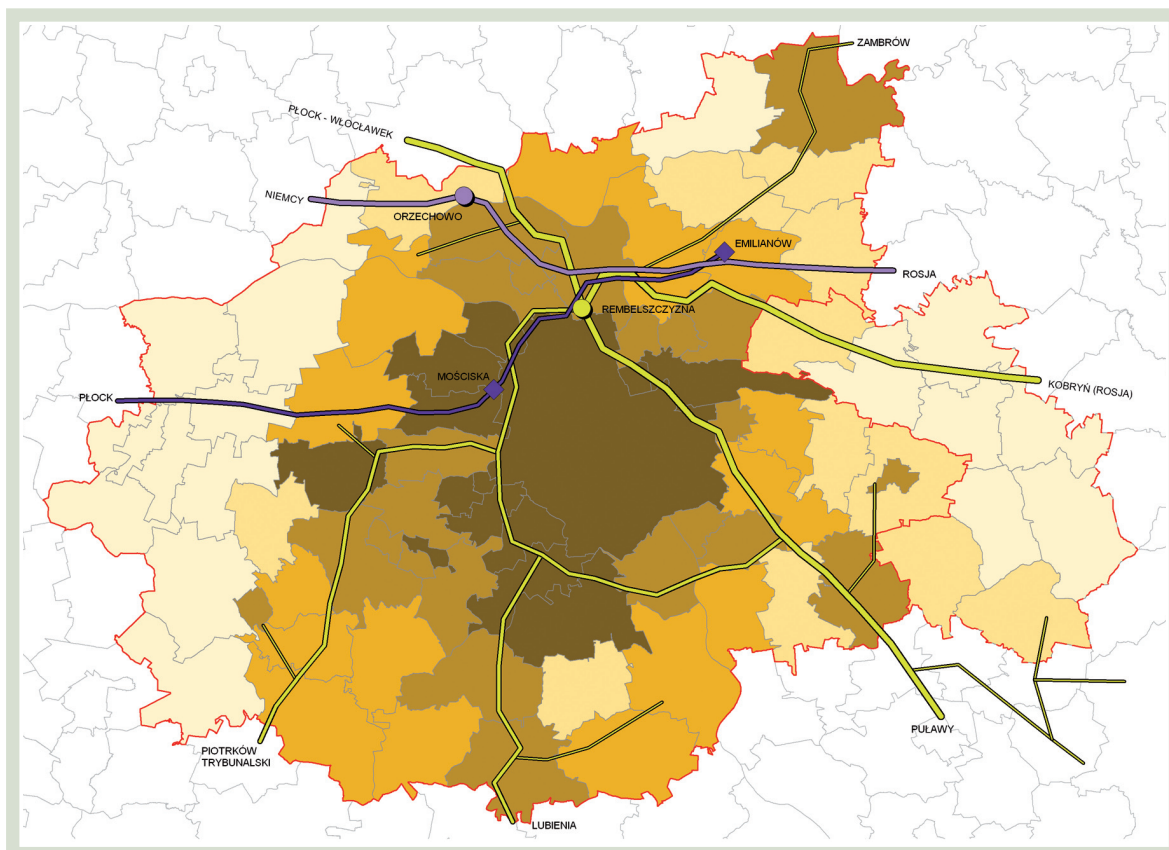 ZAMBRÓW
PŁOCK - WŁOCŁAWEK
NIEMCY
ORZECHOWO
EMILIANÓW
ROSJA
REMBELSZCZYZNA
MOŚCISKA
KOBRYŃ (ROSJA)
PŁOCK
PUŁAWY
PIOTRKÓW
TRYBUNALSKI
LUBIENIA